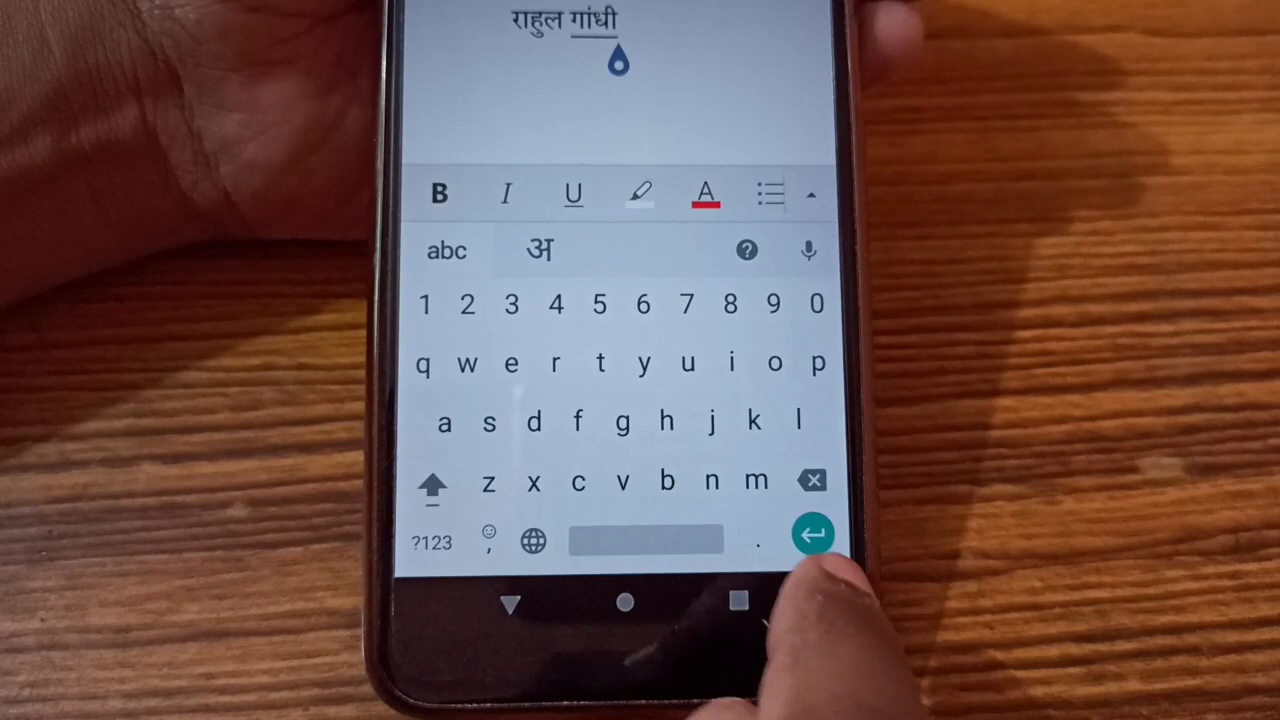 राहुल गांधी
B I U A
abc अ ?
1 2 3 4 5 6 7 8 9 0
q w e r t y u i o p
a s d f g h j k l
z x c v b n m
?123 , .